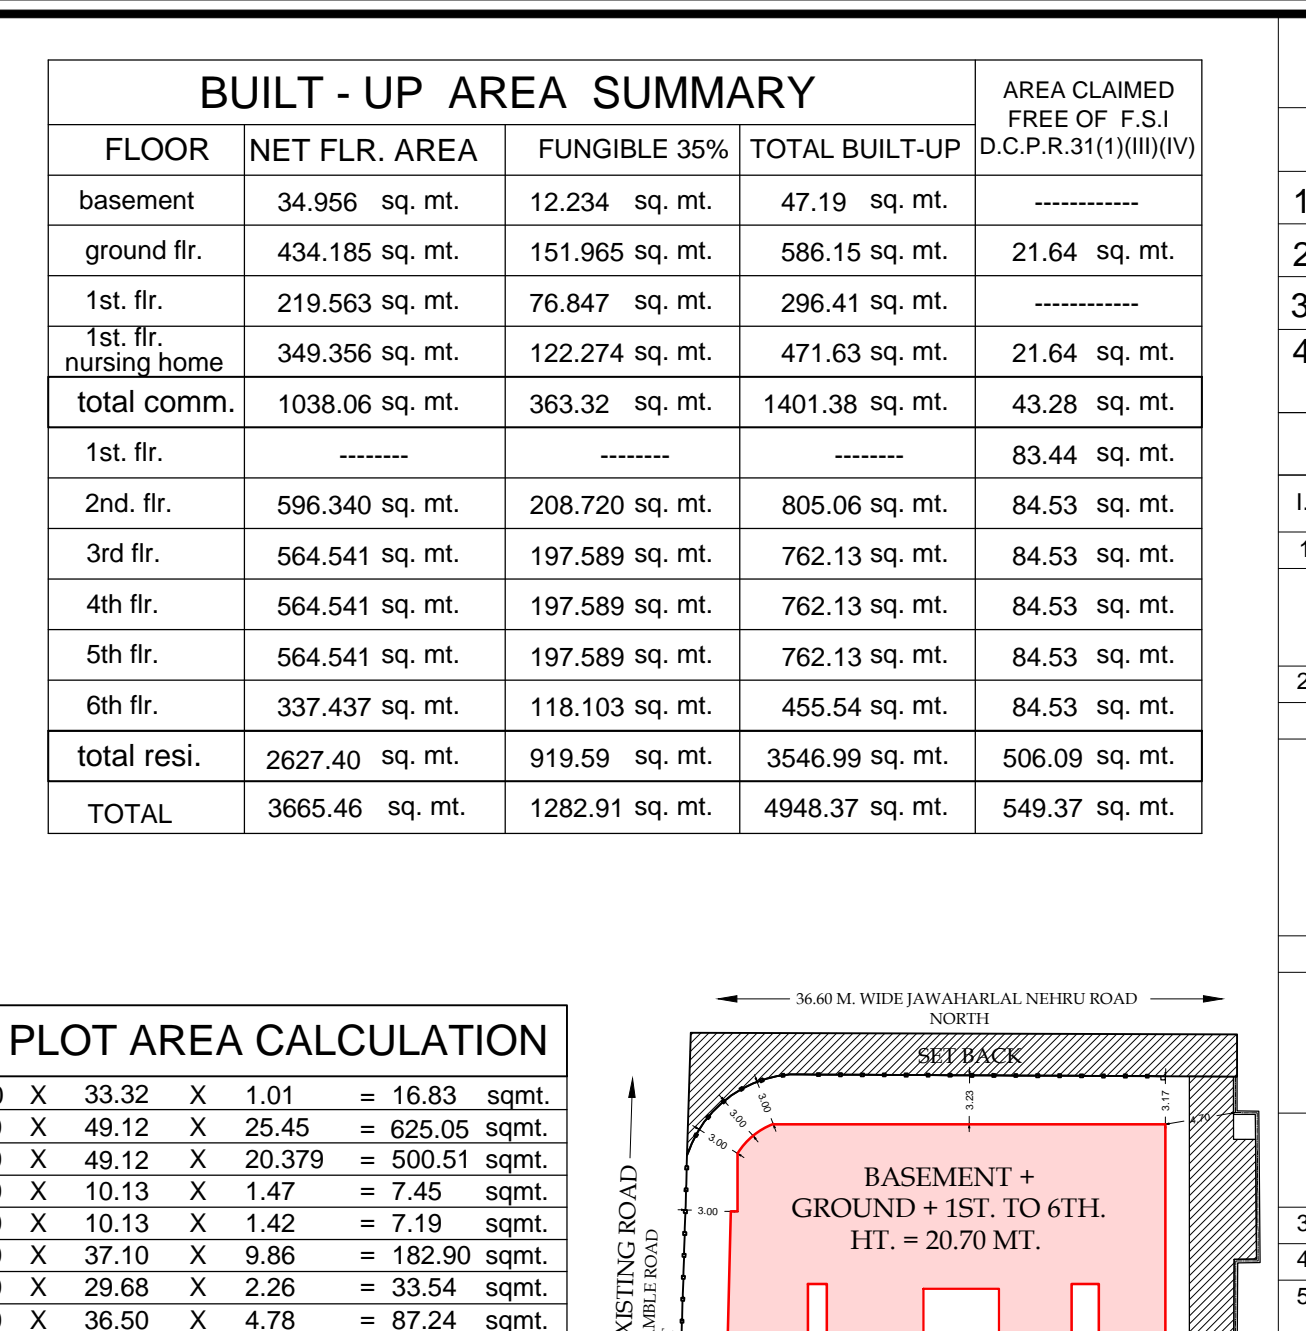 BUILT - UP AREA SUMMARY
AREA CLAIMED
FREE OF F.S.I
D.C.P.R.31(1)(III)(IV)
FLOOR NET FLR. AREA FUNGIBLE 35% TOTAL BUILT-UP
basement 34.956 sq. mt. 12.234 sq. mt. 47.19 sq. mt. ------------
ground flr. 434.185 sq. mt. 151.965 sq. mt. 586.15 sq. mt. 21.64 sq. mt.
1st. flr. 219.563 sq. mt. 76.847 sq. mt. 296.41 sq. mt. ------------
1st. flr.
nursing home 349.356 sq. mt. 122.274 sq. mt. 471.63 sq. mt. 21.64 sq. mt.
total comm. 1038.06 sq. mt. 363.32 sq. mt. 1401.38 sq. mt. 43.28 sq. mt.
1st. flr. -------- -------- -------- 83.44 sq. mt.
2nd. flr. 596.340 sq. mt. 208.720 sq. mt. 805.06 sq. mt. 84.53 sq. mt.
3rd flr. 564.541 sq. mt. 197.589 sq. mt. 762.13 sq. mt. 84.53 sq. mt.
4th flr. 564.541 sq. mt. 197.589 sq. mt. 762.13 sq. mt. 84.53 sq. mt.
5th flr. 564.541 sq. mt. 197.589 sq. mt. 762.13 sq. mt. 84.53 sq. mt.
6th flr. 337.437 sq. mt. 118.103 sq. mt. 455.54 sq. mt. 84.53 sq. mt.
total resi. 2627.40 sq. mt. 919.59 sq. mt. 3546.99 sq. mt. 506.09 sq. mt.
TOTAL 3665.46 sq. mt. 1282.91 sq. mt. 4948.37 sq. mt. 549.37 sq. mt.
PLOT AREA CALCULATION
X 33.32 X 1.01 = 16.83 sqmt.
X 49.12 X 25.45 = 625.05 sqmt.
X 49.12 X 20.379 = 500.51 sqmt.
X 10.13 X 1.47 = 7.45 sqmt.
X 10.13 X 1.42 = 7.19 sqmt.
X 37.10 X 9.86 = 182.90 sqmt.
X 29.68 X 2.26 = 33.54 sqmt.
X 36.50 X 4.78 = 87.24 sqmt.
36.60 M. WIDE JAWAHARLAL NEHRU ROAD
NORTH
SET BACK
3.00
3.00
3.00
3.23
3.17
4.70
3.00
BASEMENT +
GROUND + 1ST. TO 6TH.
HT. = 20.70 MT.
XISTING ROAD
MBLE ROAD
1
2
3
4
I.
1
2
3
4
5